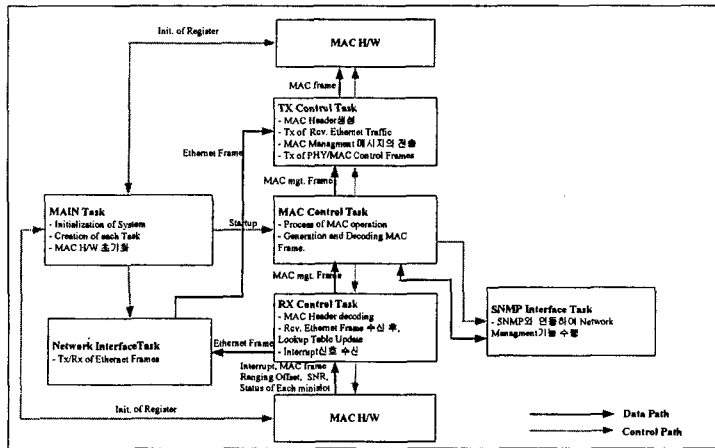 Init. of Register
MAC H/W
MAC frame
TX Control Task
- MAC Header생성
- Tx of Rcv. Ethernet Traffic
- MAC Managment 메시지의 전송
- Tx of PHY/MAC Control Frames
Ethernet Frame
MAC mgt. Frame
MAIN Task
- Initialization of System
- Creation of each Task
- MAC H/W 초기화
Startup
MAC Control Task
- Process of MAC operation
- Generation and Decoding MAC
Frame.
MAC mgt. Frame
RX Control Task
- MAC Header decoding
- Rcv. Ethernet Frame 수신 후,
Lookup Table Update
- Interrupt신호 수신
SNMP Interface Task
- SNMP와 연동하여 Network
Managment기능 수행
Network InterfaceTask
- Tx/Rx of Ethernet Frames
Ethernet Frame
Interrupt, MAC frame
Ranging Offset, SNR,
Status of Each minislot
Init. of Register
MAC H/W
Data Path
Control Path